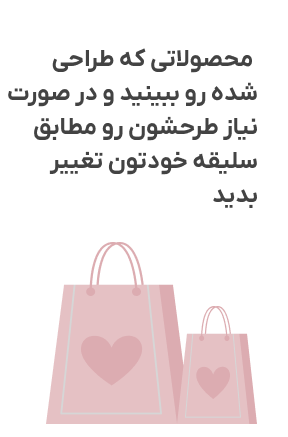 محصولاتی که طراحی
شده رو ببینید و در صورت
نیاز طرحشون رو مطابق
سلیقه خودتون تغییر
بدید